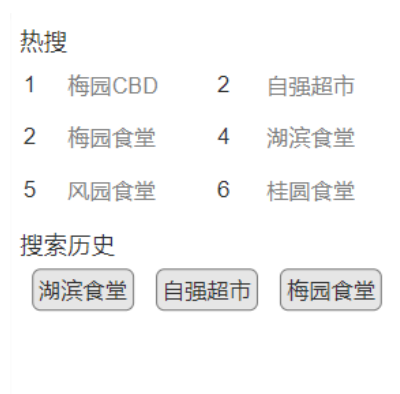 热搜
1 梅园CBD 2 自强超市
2 梅园食堂 4 湖滨食堂
5 风园食堂 6 桂圆食堂
搜索历史
湖滨食堂 自强超市 梅园食堂